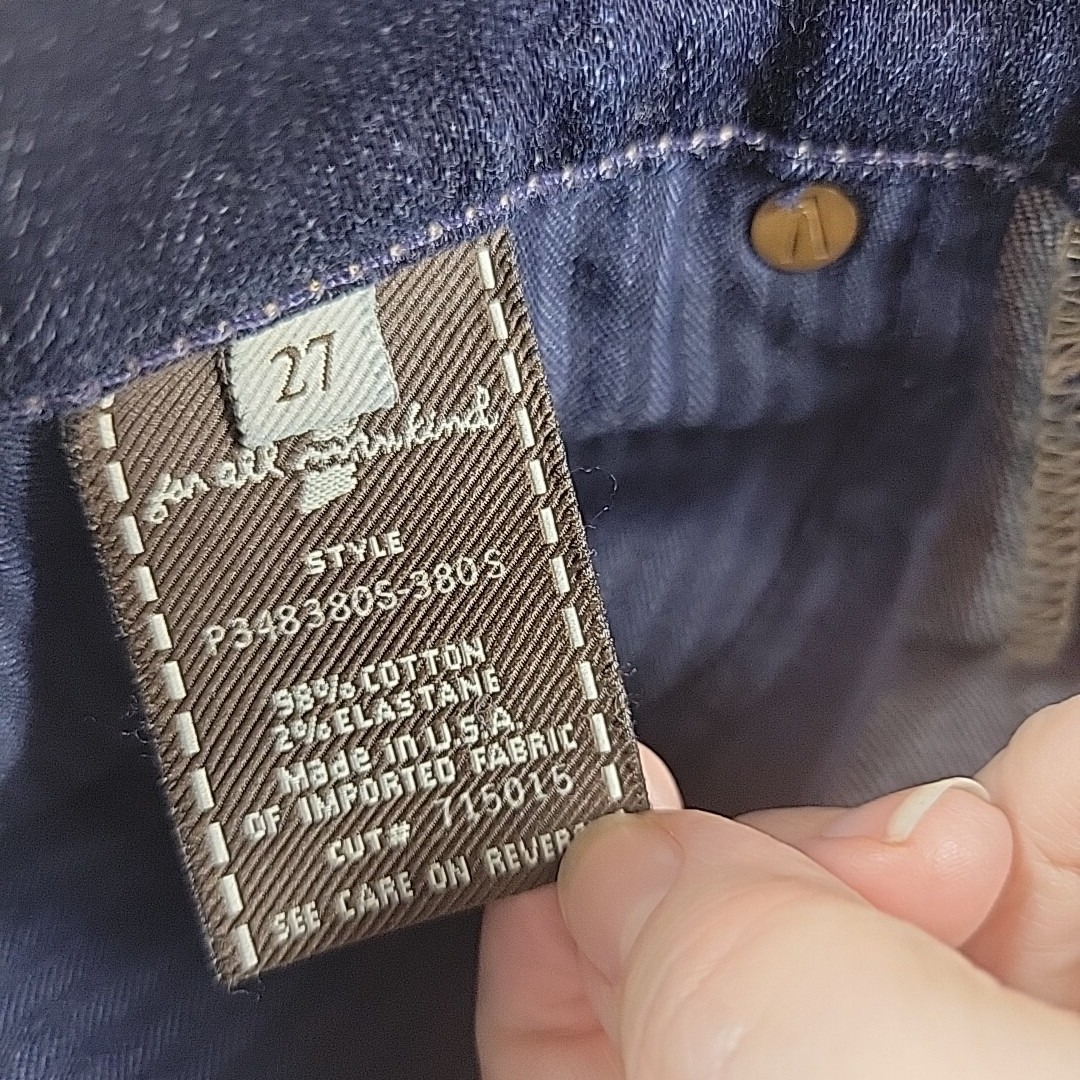 27
for all mankind
STYLE
P348380S-380S
98% COTTON
2% ELASTANE
Made in U.S.A.
OF IMPORTED FABRIC
CUT# 715015
SEE CARE ON
7